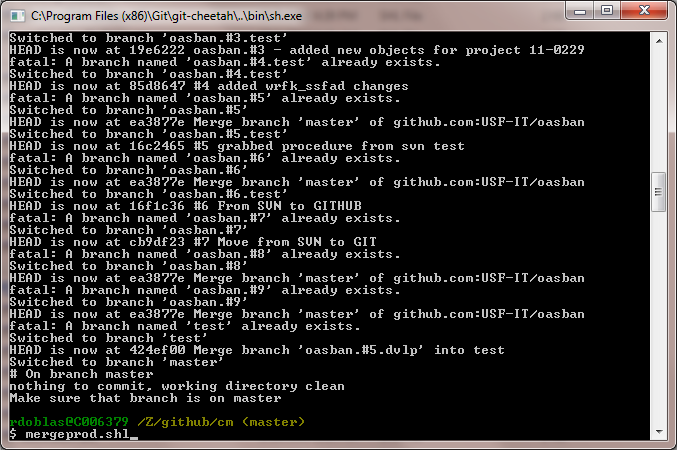 C:\Program Files (x86)\Git\git-cheetah\..\bin\sh.exe
Switched to branch 'oasban.#3.test'
HEAD is now at 19e6222 oasban.#3 - added new objects for project 11-0229
fatal: A branch named 'oasban.#4.test' already exists.
Switched to branch 'oasban.#4.test'
HEAD is now at 85d8647 #4 added wrfk_ssfad changes
fatal: A branch named 'oasban.#5' already exists.
Switched to branch 'oasban.#5'
HEAD is now at ea3877e Merge branch 'master' of github.com:USF-IT/oasban
Switched to branch 'oasban.#5.test'
HEAD is now at 16c2465 #5 grabbed procedure from svn test
fatal: A branch named 'oasban.#6' already exists.
Switched to branch 'oasban.#6'
HEAD is now at ea3877e Merge branch 'master' of github.com:USF-IT/oasban
Switched to branch 'oasban.#6.test'
HEAD is now at 16f1c36 #6 From SVN to GITHUB
fatal: A branch named 'oasban.#7' already exists.
Switched to branch 'oasban.#7'
HEAD is now at cb9df23 #7 Move from SVN to GIT
fatal: A branch named 'oasban.#8' already exists.
Switched to branch 'oasban.#8'
HEAD is now at ea3877e Merge branch 'master' of github.com:USF-IT/oasban
fatal: A branch named 'oasban.#9' already exists.
Switched to branch 'oasban.#9'
HEAD is now at ea3877e Merge branch 'master' of github.com:USF-IT/oasban
fatal: A branch named 'test' already exists.
Switched to branch 'test'
HEAD is now at 424ef00 Merge branch 'oasban.#5.dvlp' into test
Switched to branch 'master'
# On branch master
nothing to commit, working directory clean
Make sure that branch is on master
rdoblas@C006379 /Z/github/cm (master)
$ mergeprod.shl